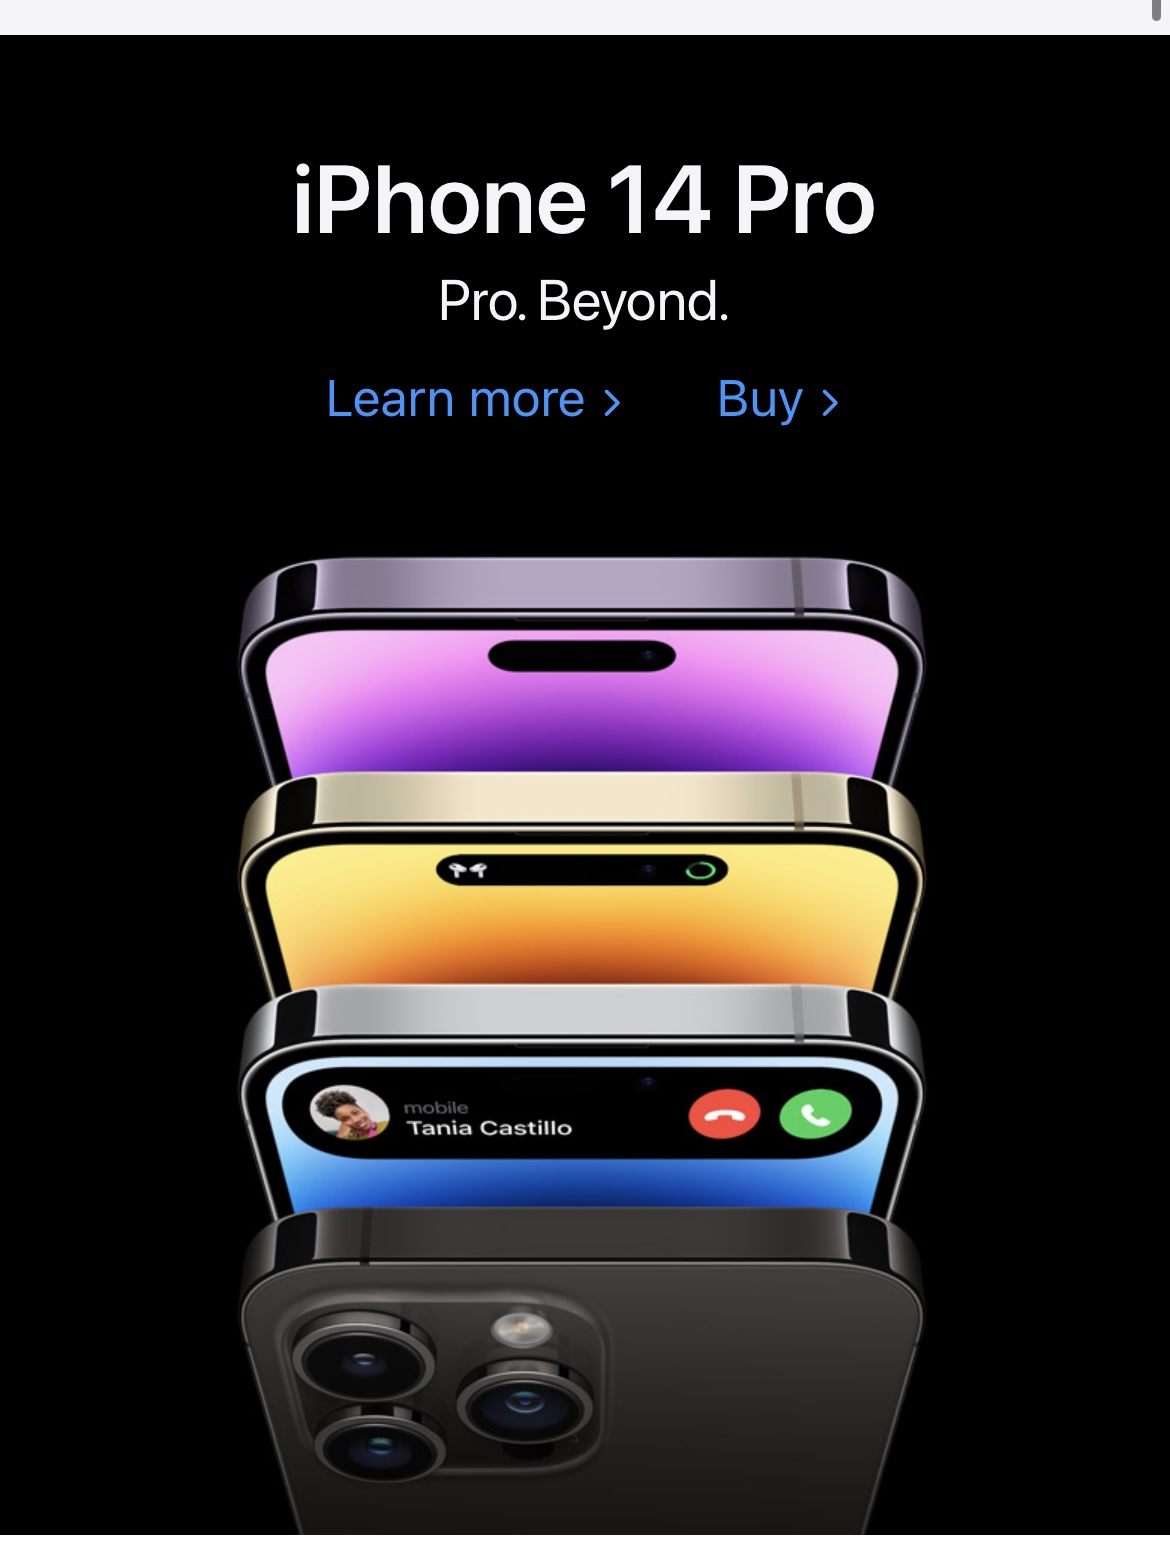 iPhone 14 Pro
Pro. Beyond.
Learn more > Buy >
mobile
Tania Castillo